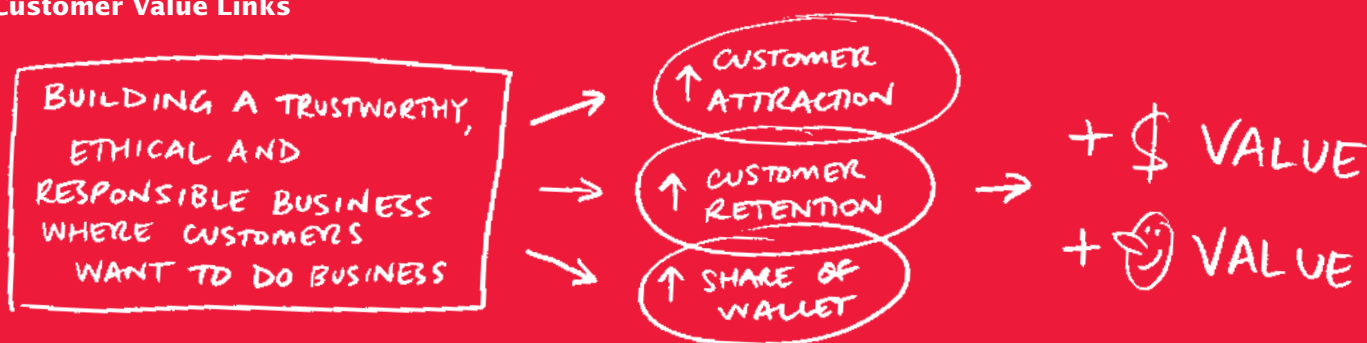 Customer Value Links
BUILDING A TRUSTWORTHY,
ETHICAL AND
RESPONSIBLE BUSINESS
WHERE CUSTOMERS
WANT TO DO BUSINESS
↑ CUSTOMER
ATTRACTION
↑ CUSTOMER
RETENTION
↑ SHARE OF
WALLET
+ $ VALUE
+ VALUE